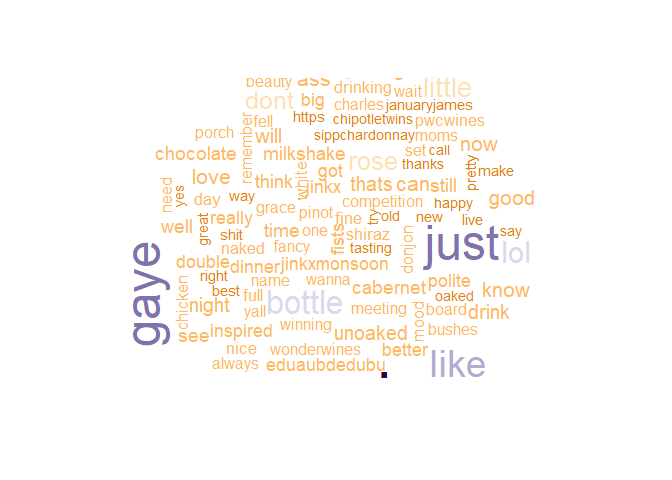 beauty ass
drinking wait little
dont big charles januaryjames
https chipotletwins pwcwines
fell remember
porch will sippchardonnay moms
chocolate milkshake set call now
rose thanks pretty make
need yes love think jinkx white got thats can still
day way grace competition happy good
great really pinot fine try old new live
well shit time one fists shiraz donjon just say
naked fancy tasting lol
gaye double dinner jinkxmonsoon
right name wanna cabernet polite know
chicken best full bottle oaked
night yall meeting mood board drink
see inspired winning unoaked bushes
nice wonderwines better
always eduaubdedubu . like